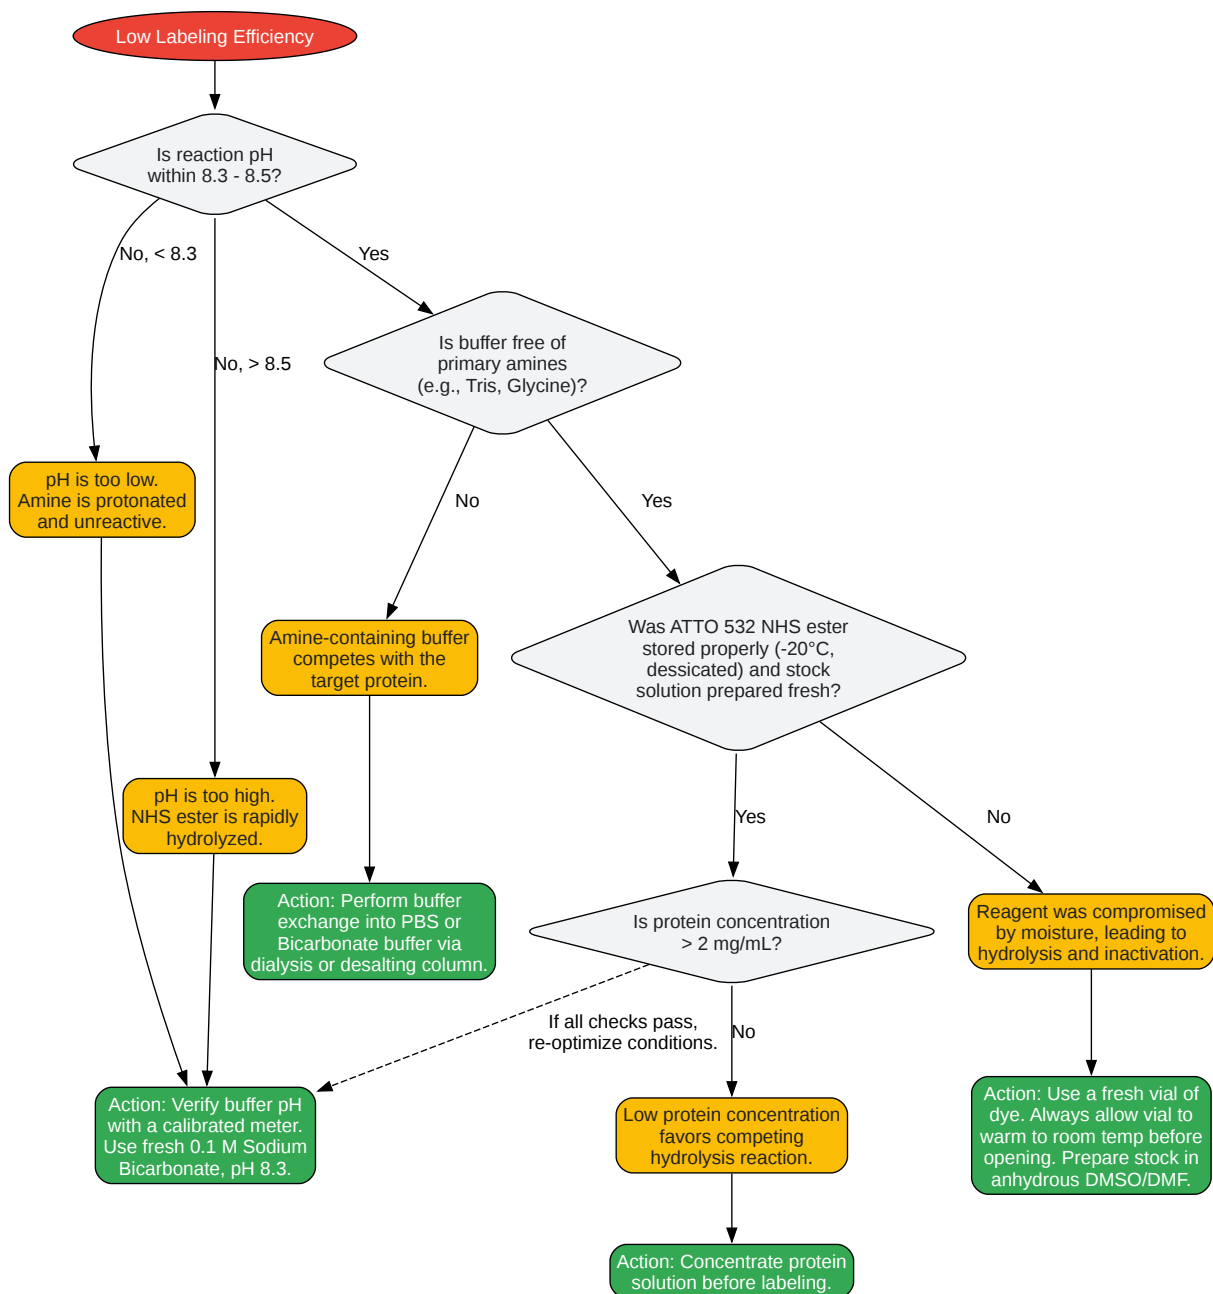 Low Labeling Efficiency
Is reaction pH
within 8.3 - 8.5?
No, < 8.3
Yes
No, > 8.5
Is buffer free of
primary amines
(e.g., Tris, Glycine)?
pH is too low.
Amine is protonated
and unreactive.
No
Yes
Amine-containing buffer
competes with the
target protein.
Was ATTO 532 NHS ester
stored properly (-20°C,
dessicated) and stock
solution prepared fresh?
pH is too high.
NHS ester is rapidly
hydrolyzed.
Yes
No
Action: Perform buffer
exchange into PBS or
Bicarbonate buffer via
dialysis or desalting column.
Is protein concentration
> 2 mg/mL?
Reagent was compromised
by moisture, leading to
hydrolysis and inactivation.
If all checks pass,
re-optimize conditions.
No
Action: Verify buffer pH
with a calibrated meter.
Use fresh 0.1 M Sodium
Bicarbonate, pH 8.3.
Low protein concentration
favors competing
hydrolysis reaction.
Action: Use a fresh vial of
dye. Always allow vial to
warm to room temp before
opening. Prepare stock in
anhydrous DMSO/DMF.
Action: Concentrate protein
solution before labeling.